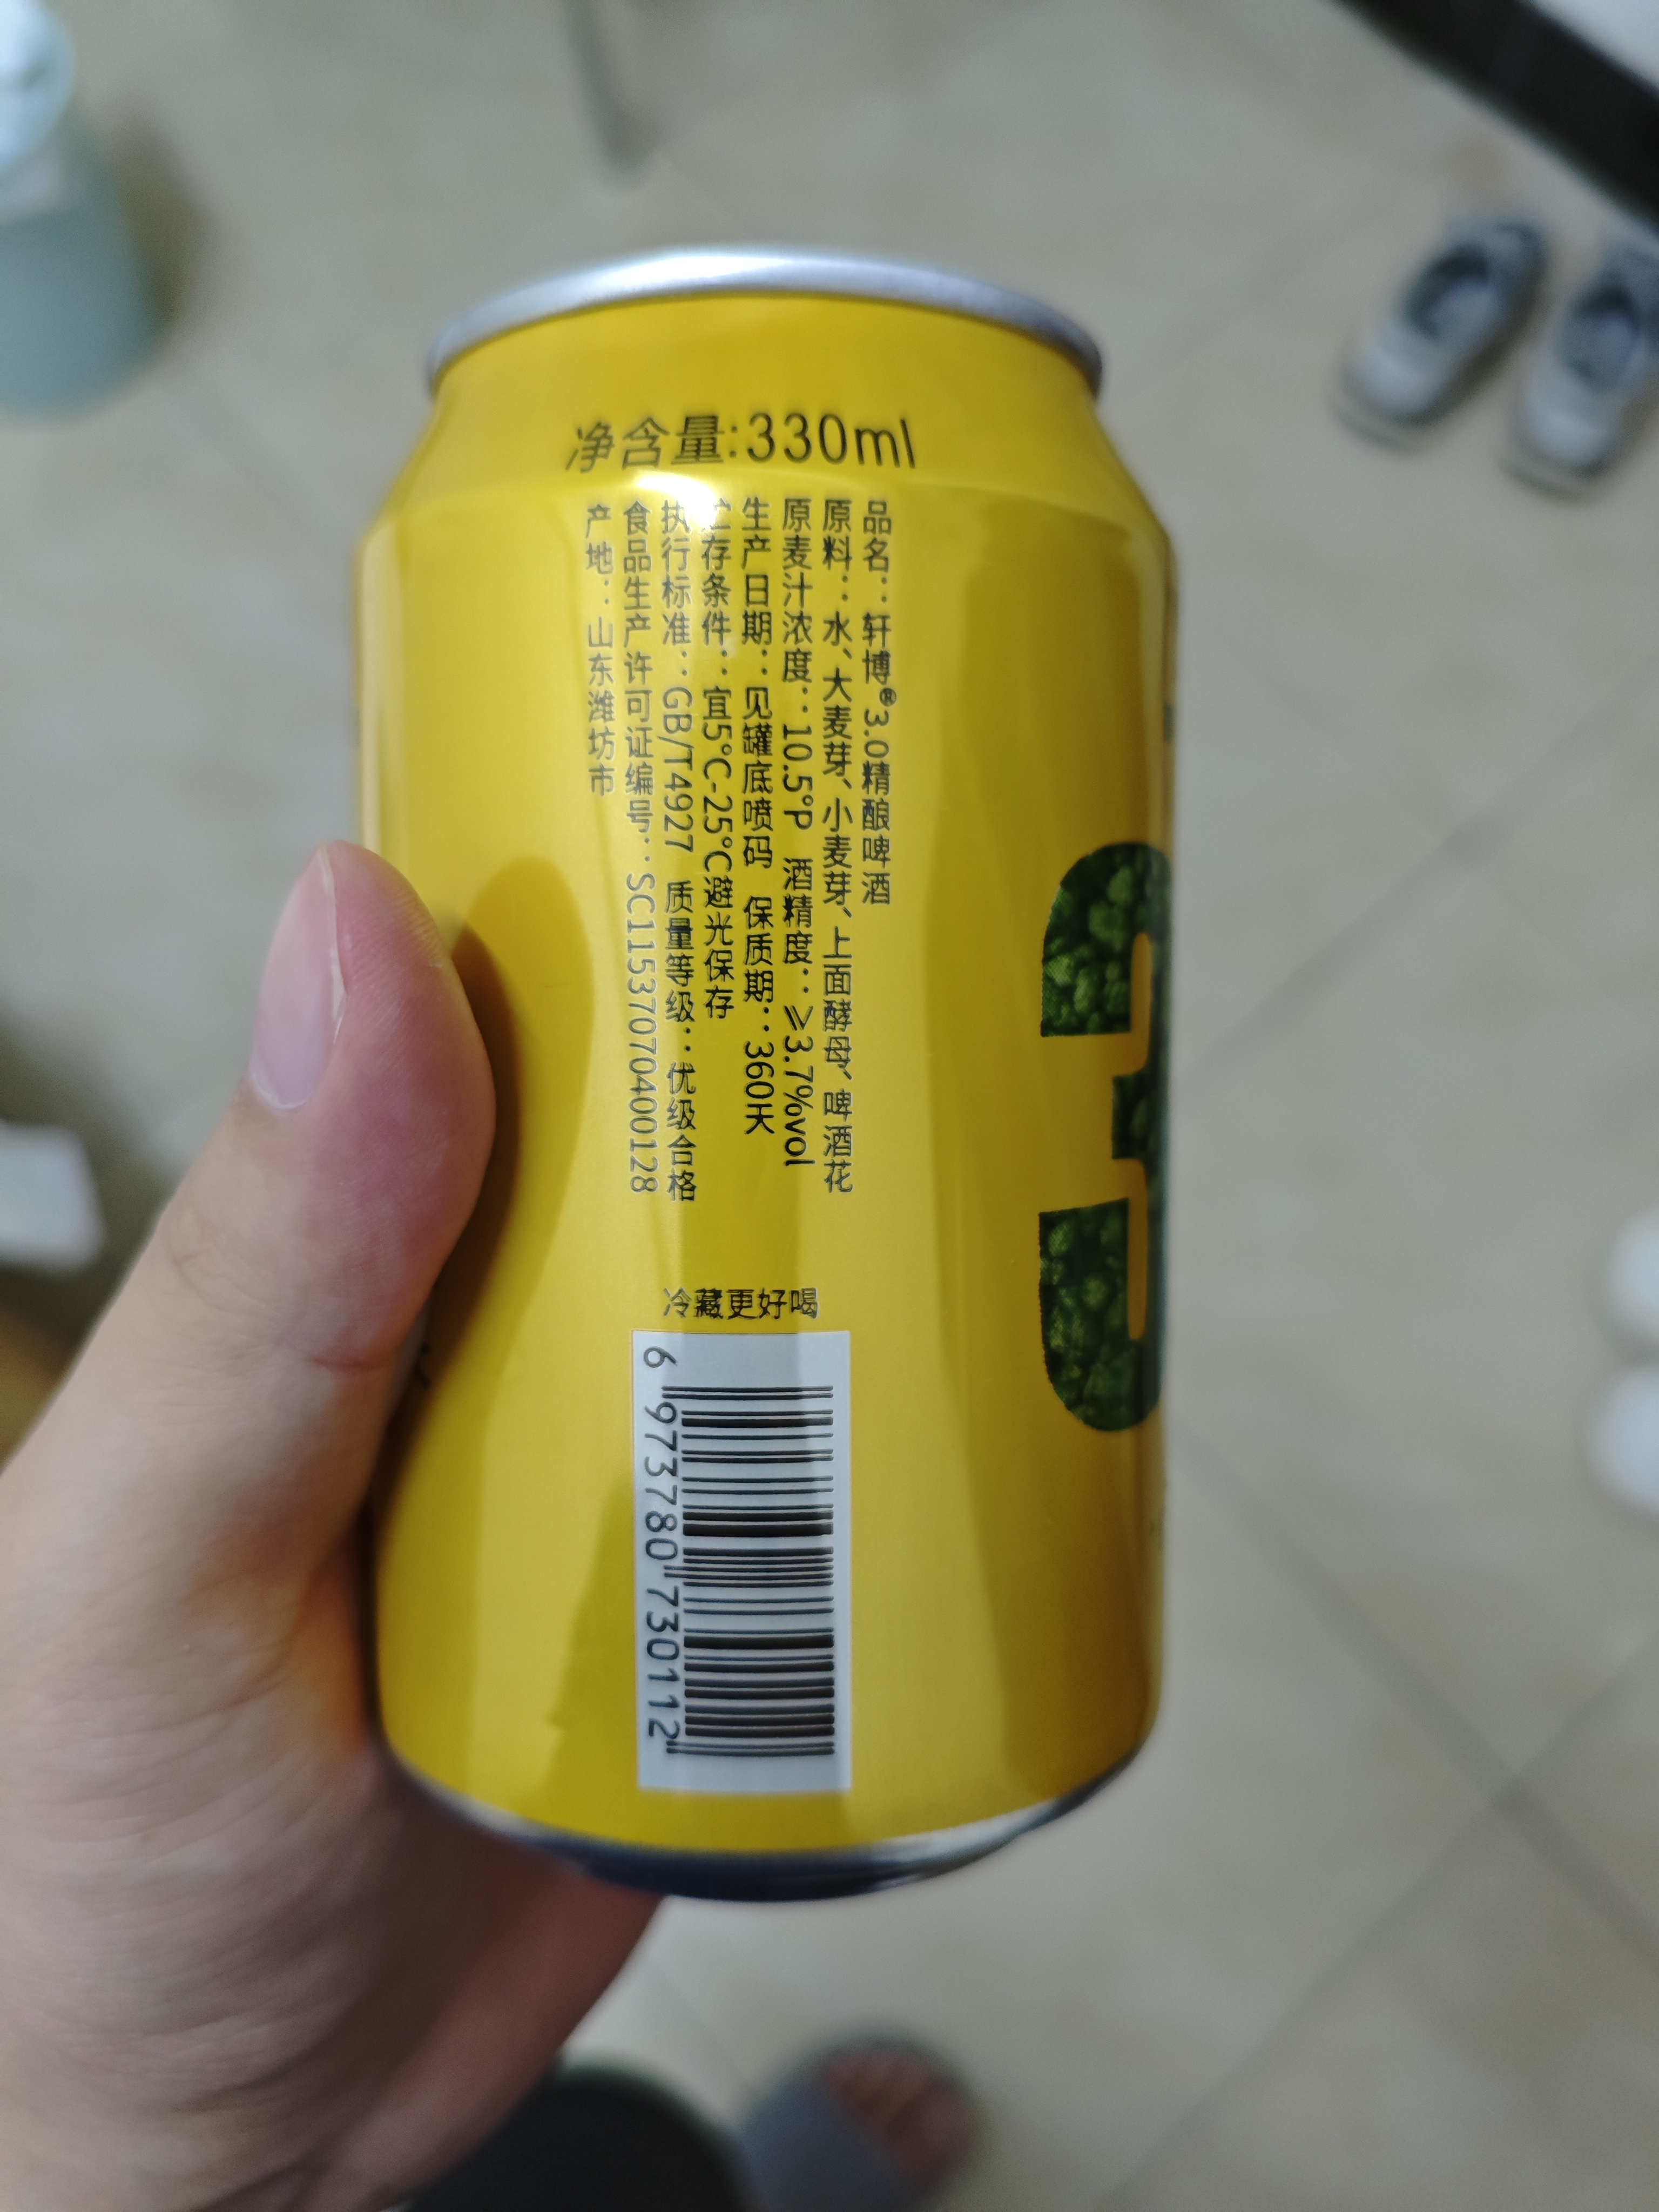 净含量:330ml
品名：轩博®3.0精酿啤酒
原料：水、大麦芽、小麦芽、上面酵母、啤酒花
原麦汁浓度：10.5°P 酒精度：≥3.7%vol
生产日期：见罐底喷码 保质期：360天
贮存条件：宜5°C-25°C避光保存
执行标准：GB/T4927 质量等级：优级合格
食品生产许可证编号：SC11537070400128
产地：山东潍坊市
冷藏更好喝
6 973780 730112
3